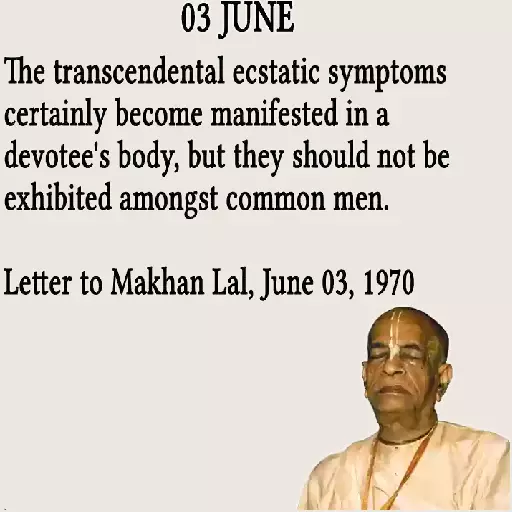 03 JUNE
The transcendental ecstatic symptoms
certainly become manifested in a
devotee's body, but they should not be
exhibited amongst common men.
Letter to Makhan Lal, June 03, 1970